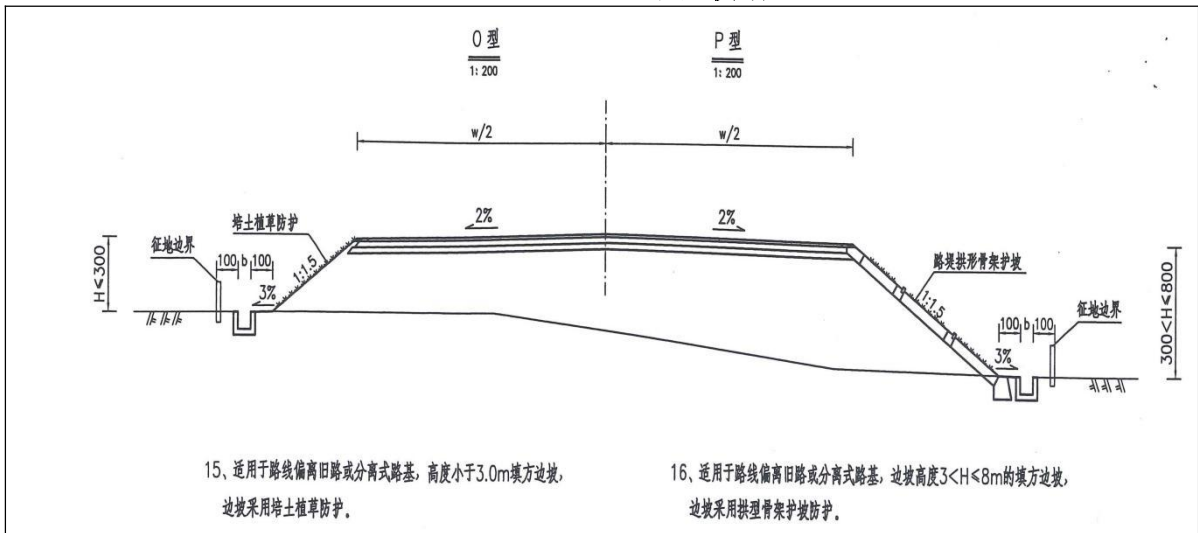 O 型
1: 200
P 型
1: 200
w/2
w/2
2%
2%
培土植草防护
征地边界
100 b 100
1:1.5
3%
H≤300
路堤拱形骨架护坡
1:1.5
100 b 100
征地边界
3%
300<H≤800
15、适用于路线偏离旧路或分离式路基，高度小于3.0m填方边坡，
边坡采用培土植草防护。
16、适用于路线偏离旧路或分离式路基，边坡高度3<H≤8m的填方边坡，
边坡采用拱型骨架护坡防护。